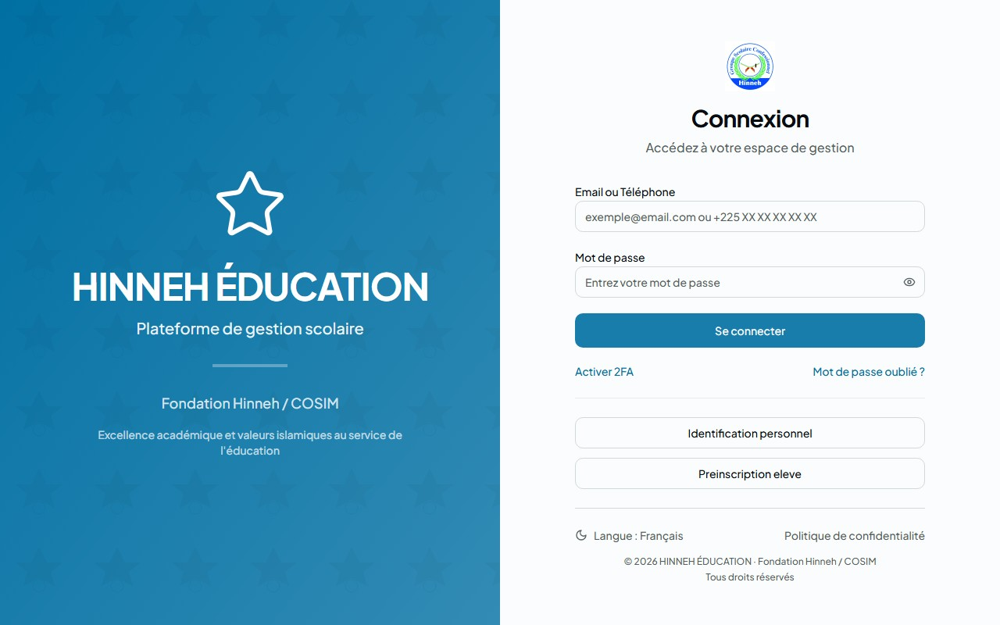 HINNEH ÉDUCATION
Plateforme de gestion scolaire
Fondation Hinneh / COSIM
Excellence académique et valeurs islamiques au service de
l'éducation
Groupe Scolaire Confessionnel
Hinneh
Connexion
Accédez à votre espace de gestion
Email ou Téléphone
exemple@email.com ou +225 XX XX XX XX XX
Mot de passe
Entrez votre mot de passe
Se connecter
Activer 2FA
Mot de passe oublié ?
Identification personnel
Preinscription eleve
Langue : Français
Politique de confidentialité
© 2026 HINNEH ÉDUCATION · Fondation Hinneh / COSIM
Tous droits réservés